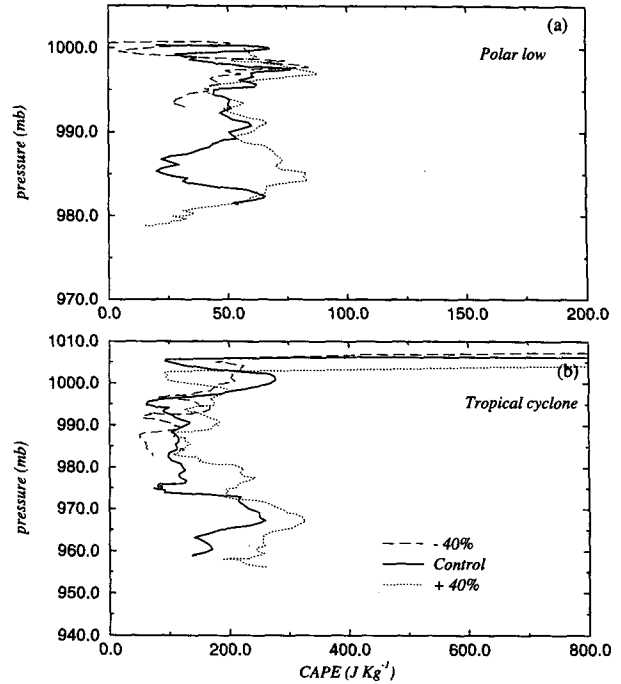 (a)
Polar low
pressure (mb)
1000.0
990.0
980.0
970.0
0.0 50.0 100.0 150.0 200.0
(b)
Tropical cyclone
pressure (mb)
1010.0
1000.0
990.0
980.0
970.0
960.0
950.0
940.0
- 40%
Control
+ 40%
0.0 200.0 400.0 600.0 800.0
CAPE (J Kg⁻¹)